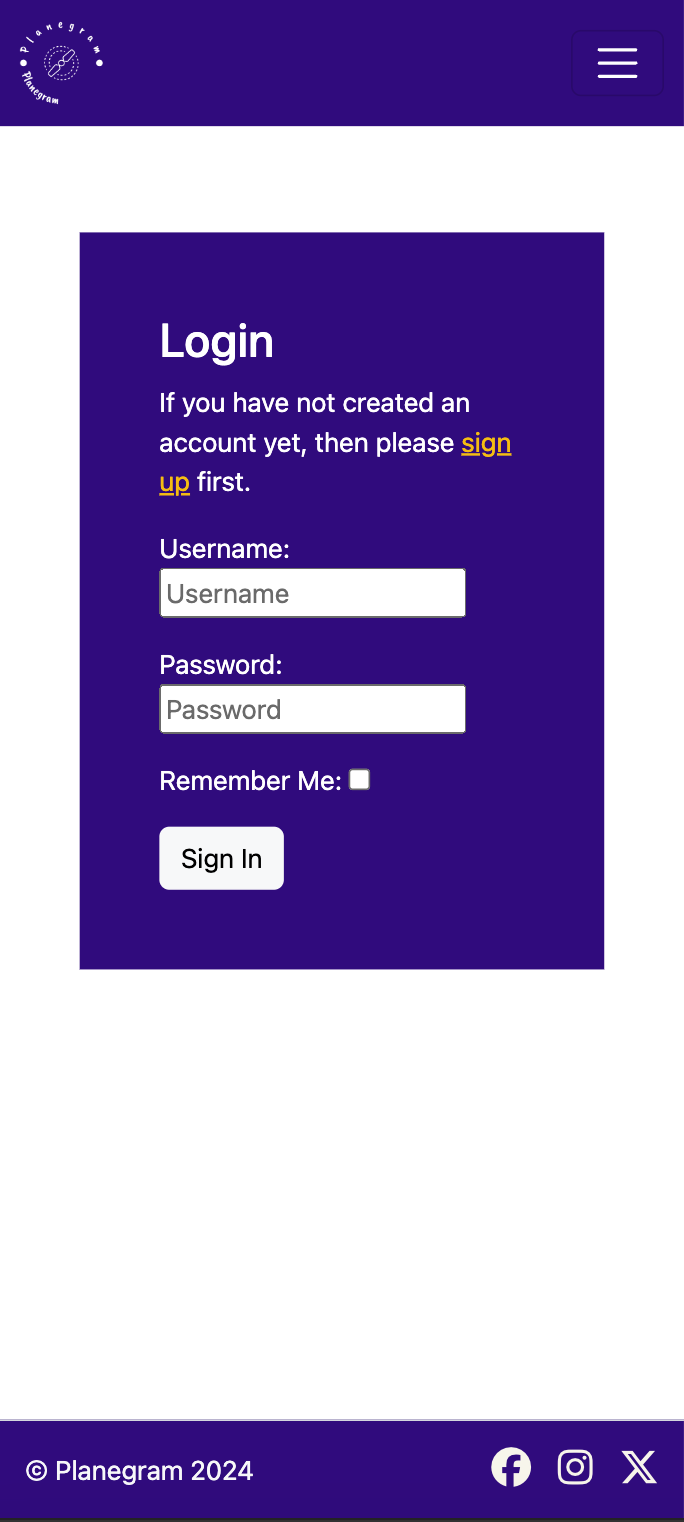 Planegram
Planegram
Login
If you have not created an
account yet, then please sign
up first.
Username:
Username
Password:
Password
Remember Me:
Sign In
© Planegram 2024